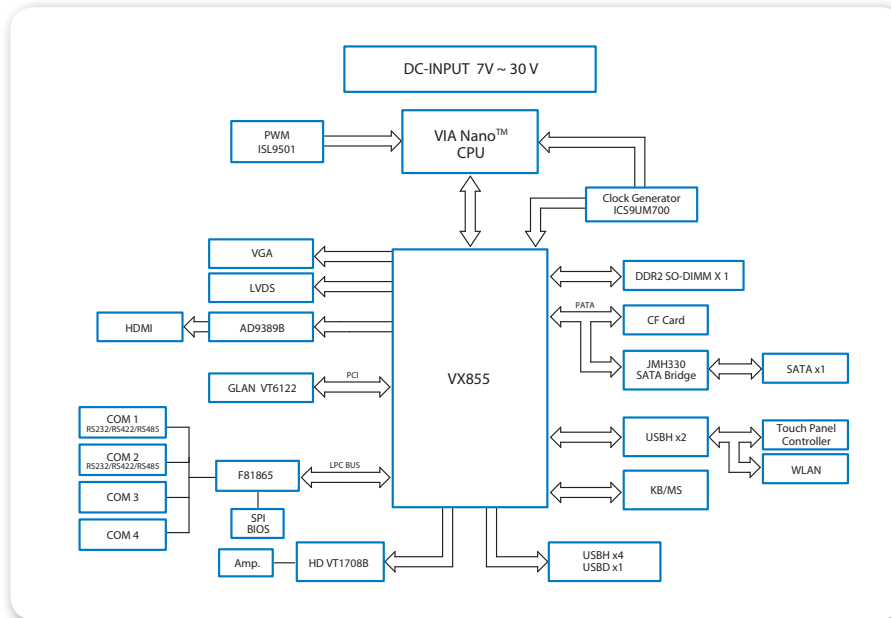 DC-INPUT 7V ~ 30 V
PWM
ISL9501
VIA Nano™
CPU
Clock Generator
ICS9UM700
VGA
LVDS
HDMI
AD9389B
GLAN VT6122
PCI
VX855
DDR2 SO-DIMM X 1
PATA
CF Card
JMH330
SATA Bridge
SATA x1
COM 1
RS232/RS422/RS485
COM 2
RS232/RS422/RS485
COM 3
COM 4
F81865
LPC BUS
SPI
BIOS
USBH x2
Touch Panel
Controller
WLAN
KB/MS
Amp.
HD VT1708B
USBH x4
USBD x1